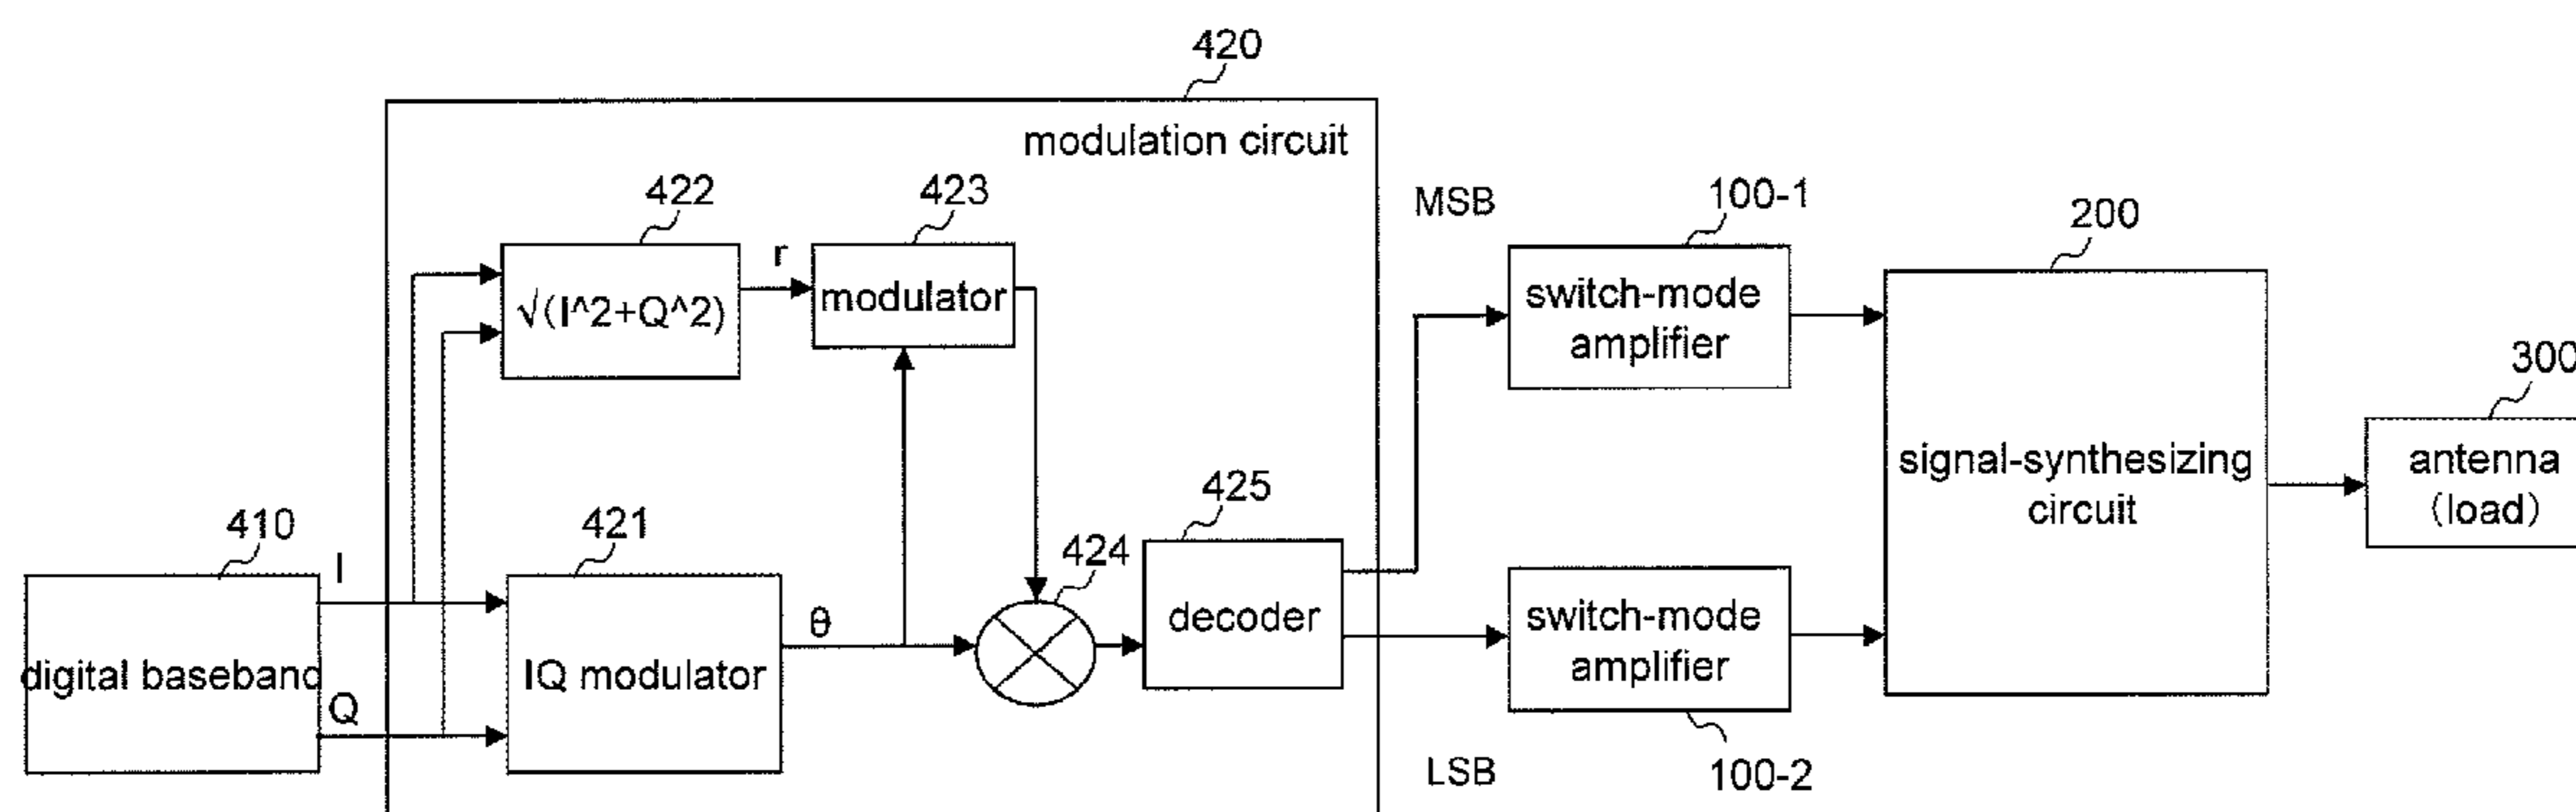 420
modulation circuit
422
423
MSB
100-1
200
r
√(I^2+Q^2)
modulator
switch-mode
amplifier
300
signal-synthesizing
circuit
antenna
(load)
410
I
421
θ
424
425
digital baseband
Q
IQ modulator
decoder
switch-mode
amplifier
LSB
100-2